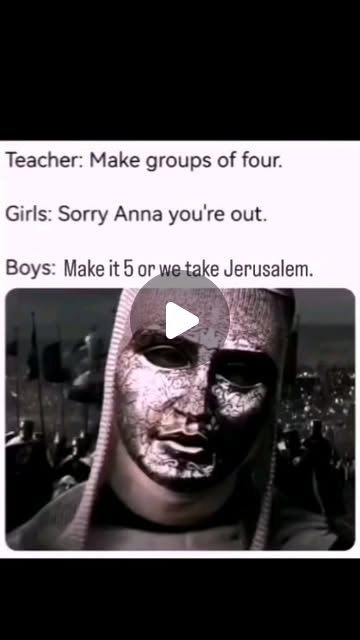 Teacher: Make groups of four.
Girls: Sorry Anna you're out.
Boys: Make it 5 or we take Jerusalem.